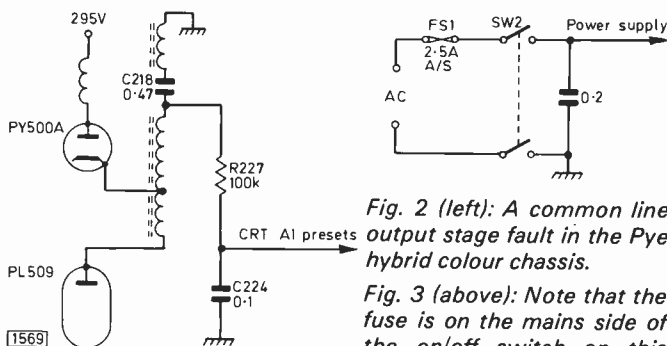 295V
C218
0·47
PY500A
R227
100k
CRT A1 presets
PL509
C224
0·1
1569
FS1
SW2
Power supply
2·5A
A/S
AC
0·2
Fig. 2 (left): A common line
output stage fault in the Pye
hybrid colour chassis.
Fig. 3 (above): Note that the
fuse is on the mains side of
the on/off switch on this